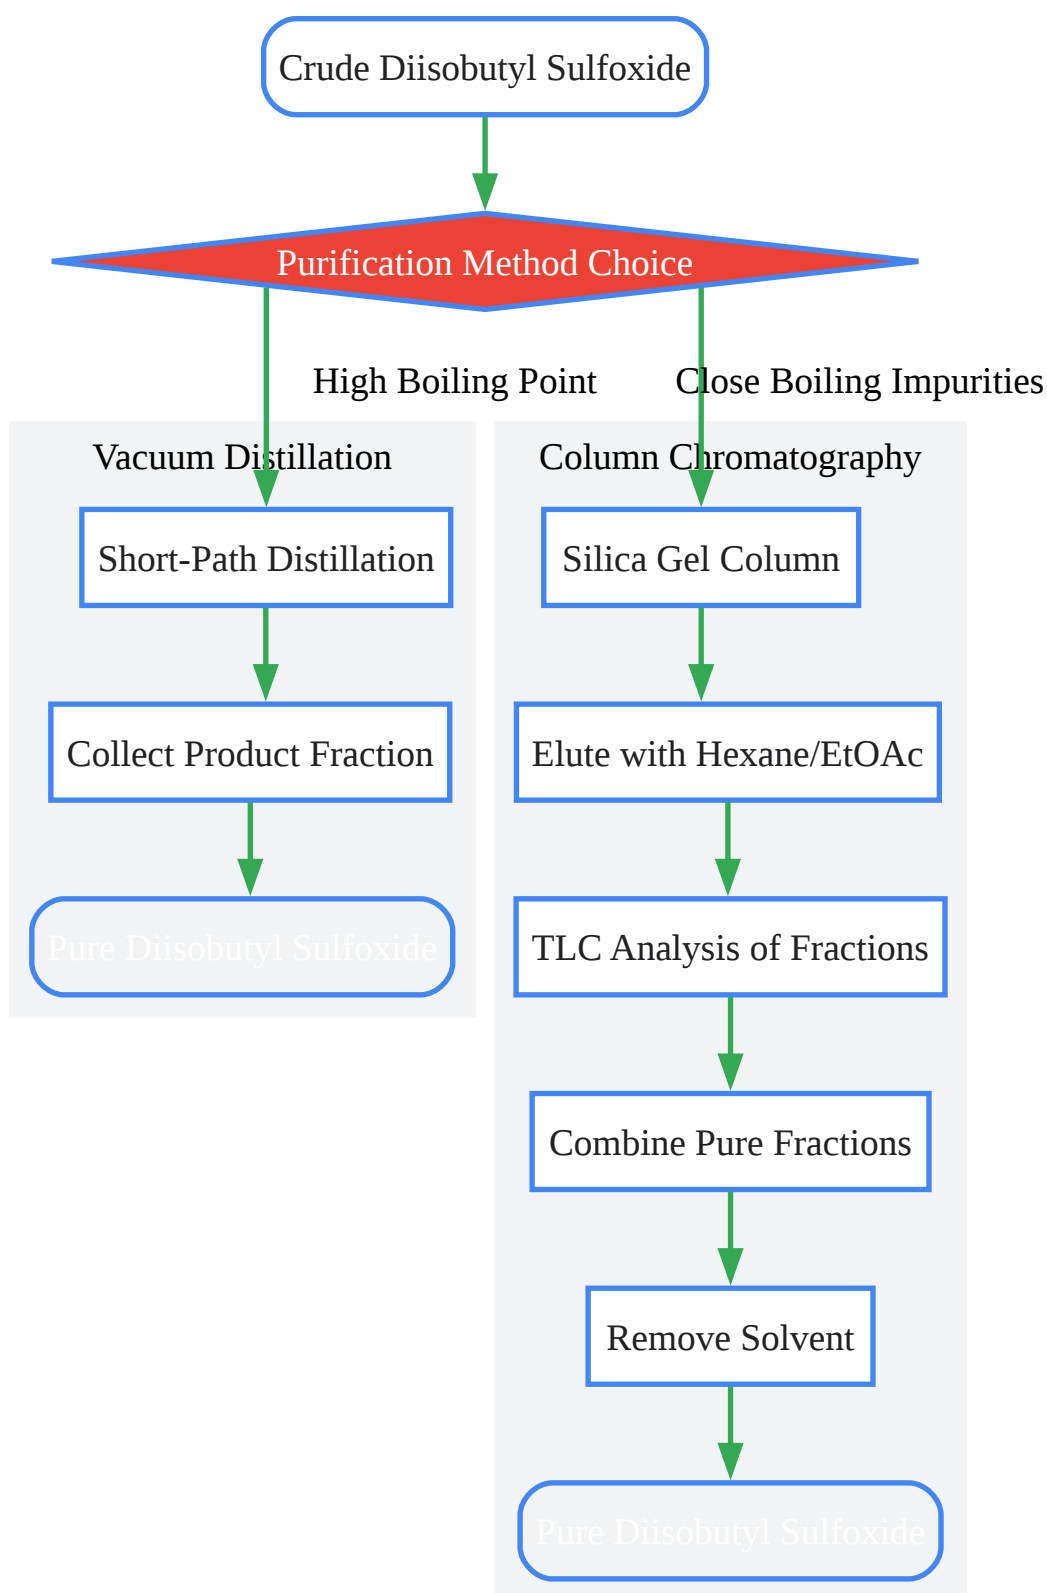 Crude Diisobutyl Sulfoxide
Purification Method Choice
High Boiling Point
Close Boiling Impurities
Vacuum Distillation
Short-Path Distillation
Collect Product Fraction
Pure Diisobutyl Sulfoxide
Column Chromatography
Silica Gel Column
Elute with Hexane/EtOAc
TLC Analysis of Fractions
Combine Pure Fractions
Remove Solvent
Pure Diisobutyl Sulfoxide